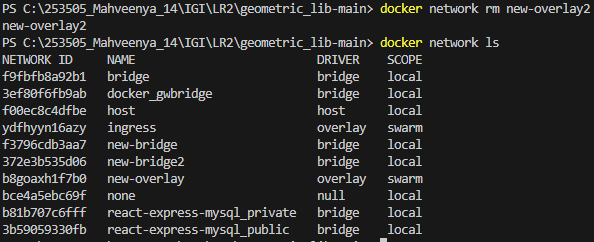 PS C:\253505_Mahveenya_14\IGI\LR2\geometric_lib-main> docker network rm new-overlay2
new-overlay2
PS C:\253505_Mahveenya_14\IGI\LR2\geometric_lib-main> docker network ls
NETWORK ID     NAME                          DRIVER    SCOPE
f9fbfb8a92b1   bridge                        bridge    local
3ef80f6fb9ab   docker_gwbridge               bridge    local
f00ec8c4dfbe   host                          host      local
ydfhyyn16azy   ingress                       overlay   swarm
f3796cdb3aa7   new-bridge                    bridge    local
372e3b535d06   new-bridge2                   bridge    local
b8goaxh1f7b0   new-overlay                   overlay   swarm
bce4a5ebc69f   none                          null      local
b81b707c6fff   react-express-mysql_private   bridge    local
3b59059330fb   react-express-mysql_public    bridge    local